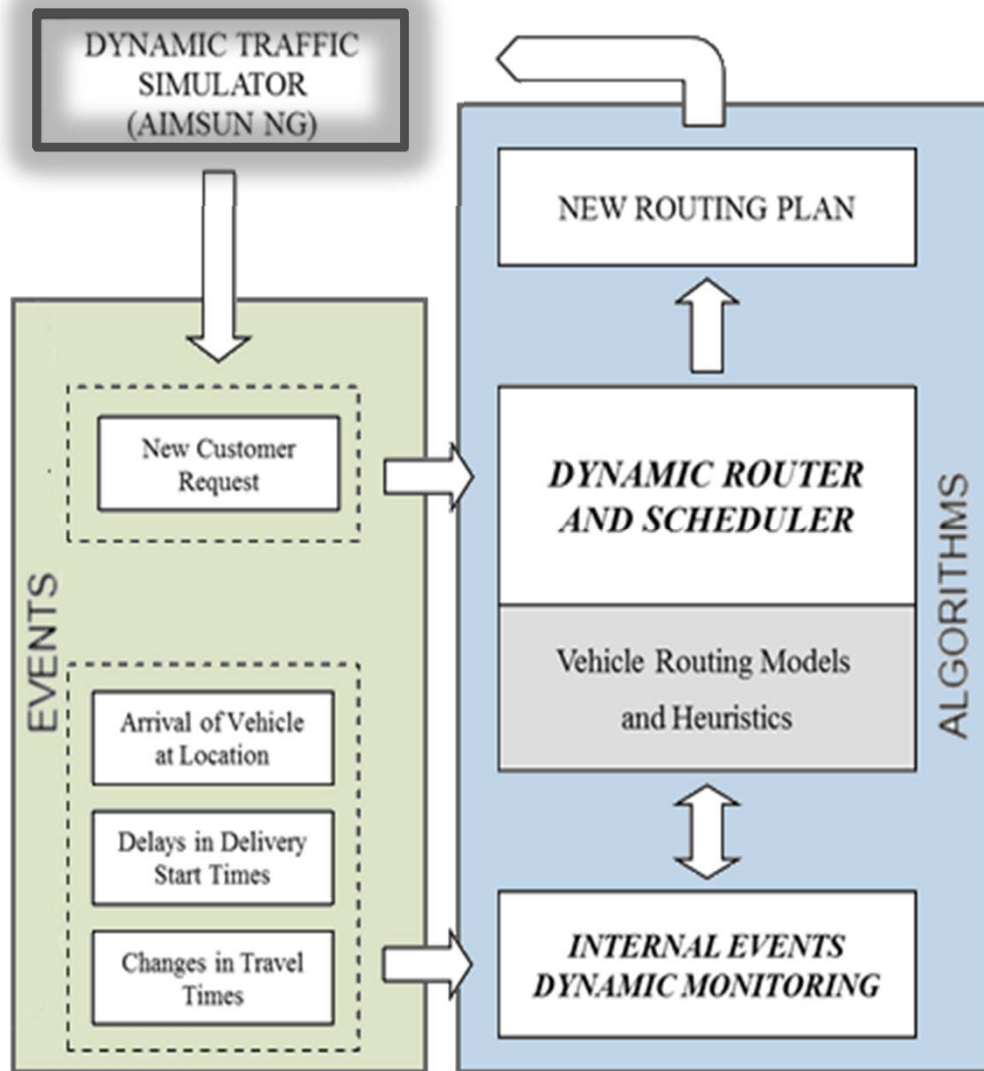 DYNAMIC TRAFFIC
SIMULATOR
(AIMSUN NG)
EVENTS
New Customer
Request
Arrival of Vehicle
at Location
Delays in Delivery
Start Times
Changes in Travel
Times
NEW ROUTING PLAN
DYNAMIC ROUTER
AND SCHEDULER
Vehicle Routing Models
and Heuristics
INTERNAL EVENTS
DYNAMIC MONITORING
ALGORITHMS